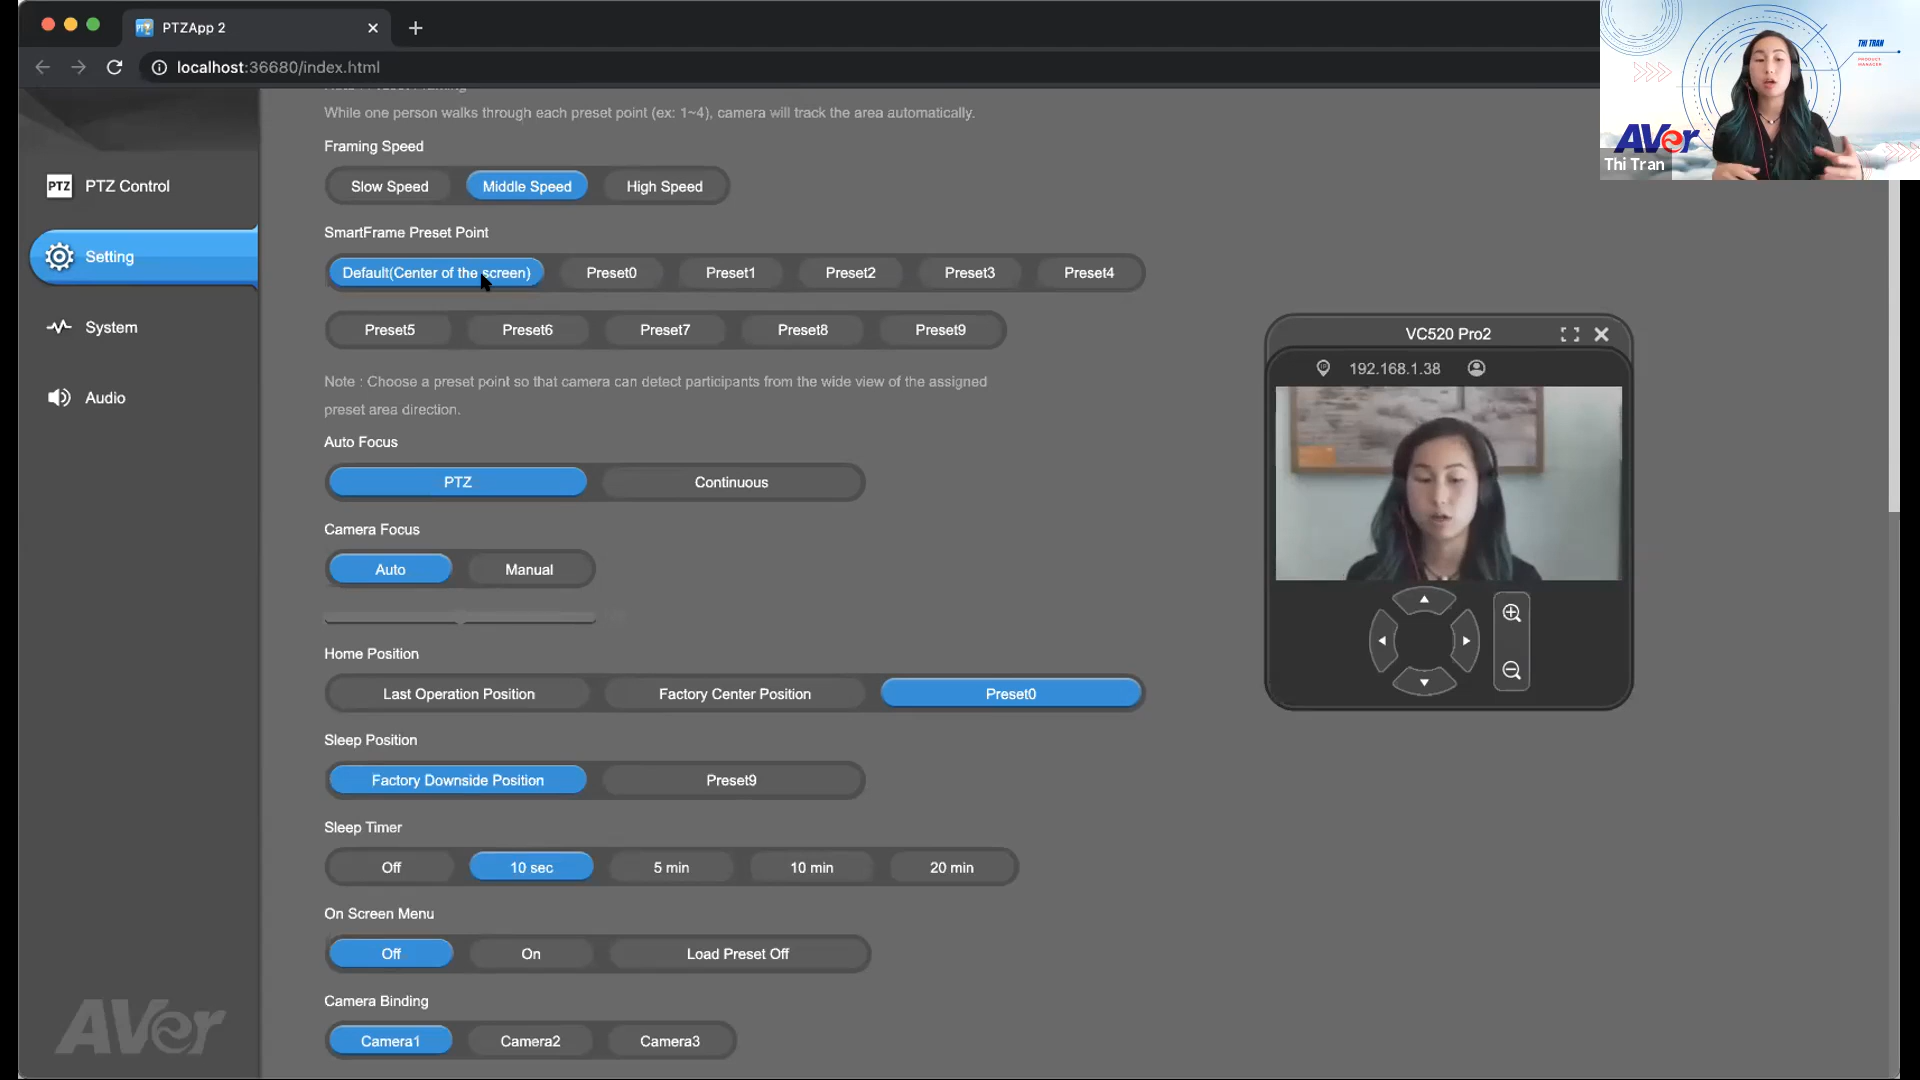 PTZApp 2
localhost:36680/index.html
THI TRAN
PRODUCT MANAGER
AVer
Thi Tran
PTZ PTZ Control
Setting
System
Audio
AVer
While one person walks through each preset point (ex: 1~4), camera will track the area automatically.
Framing Speed
Slow Speed Middle Speed High Speed
SmartFrame Preset Point
Default(Center of the screen) Preset0 Preset1 Preset2 Preset3 Preset4
Preset5 Preset6 Preset7 Preset8 Preset9
Note : Choose a preset point so that camera can detect participants from the wide view of the assigned
preset area direction.
Auto Focus
PTZ Continuous
Camera Focus
Auto Manual
Home Position
Last Operation Position Factory Center Position Preset0
Sleep Position
Factory Downside Position Preset9
Sleep Timer
Off 10 sec 5 min 10 min 20 min
On Screen Menu
Off On Load Preset Off
Camera Binding
Camera1 Camera2 Camera3
VC520 Pro2
192.168.1.38